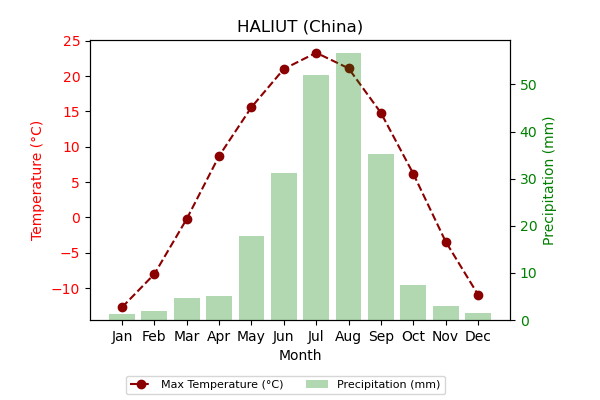 HALIUT (China)
25
20
15
10
5
0
−5
−10
Temperature (°C)
50
40
30
20
10
0
Precipitation (mm)
Jan Feb Mar Apr May Jun Jul Aug Sep Oct Nov Dec
Month
Max Temperature (°C) Precipitation (mm)